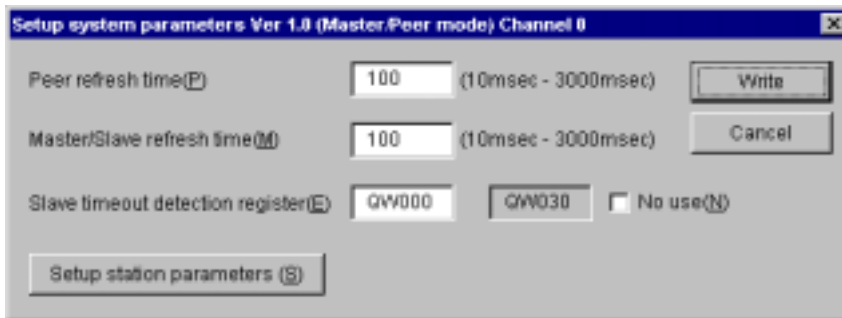 Setup system parameters Ver 1.0 (Master/Peer mode) Channel 0
Peer refresh time(P) 100 (10msec - 3000msec) Write
Master/Slave refresh time(M) 100 (10msec - 3000msec) Cancel
Slave timeout detection register(E) QW000 QW030 No use(N)
Setup station parameters (S)